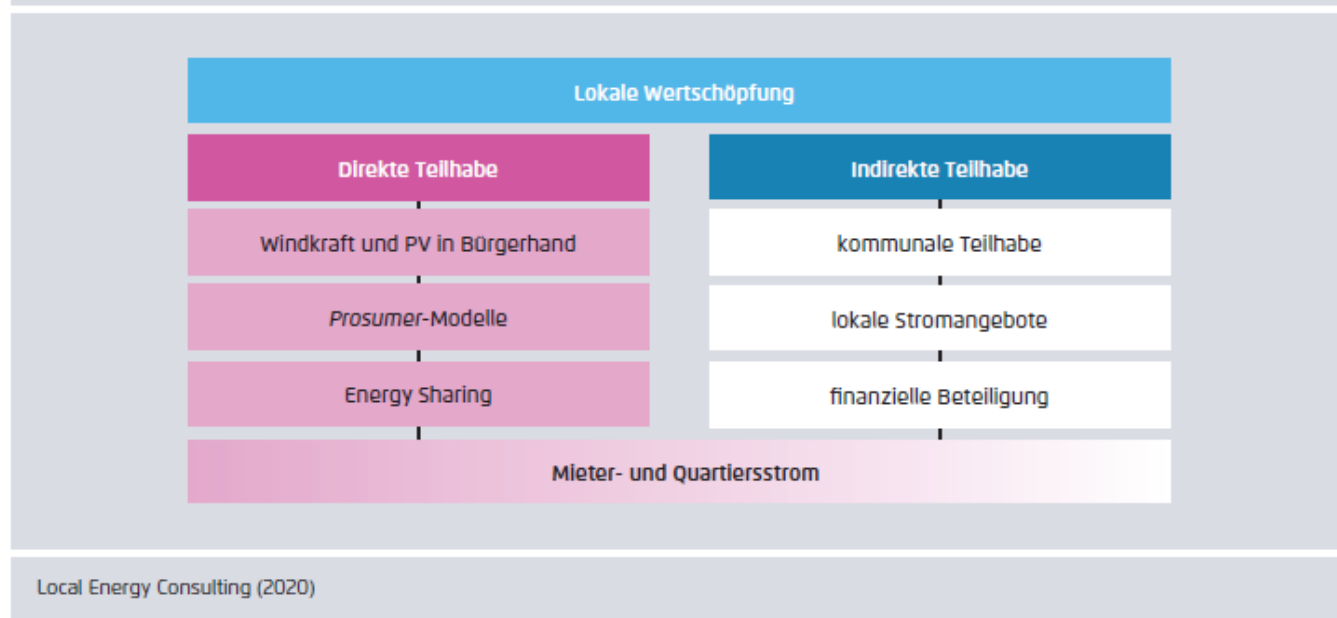 Lokale Wertschöpfung
Direkte Teilhabe
Windkraft und PV in Bürgerhand
Prosumer-Modelle
Energy Sharing
Indirekte Teilhabe
kommunale Teilhabe
lokale Stromangebote
finanzielle Beteiligung
Mieter- und Quartiersstrom
Local Energy Consulting (2020)